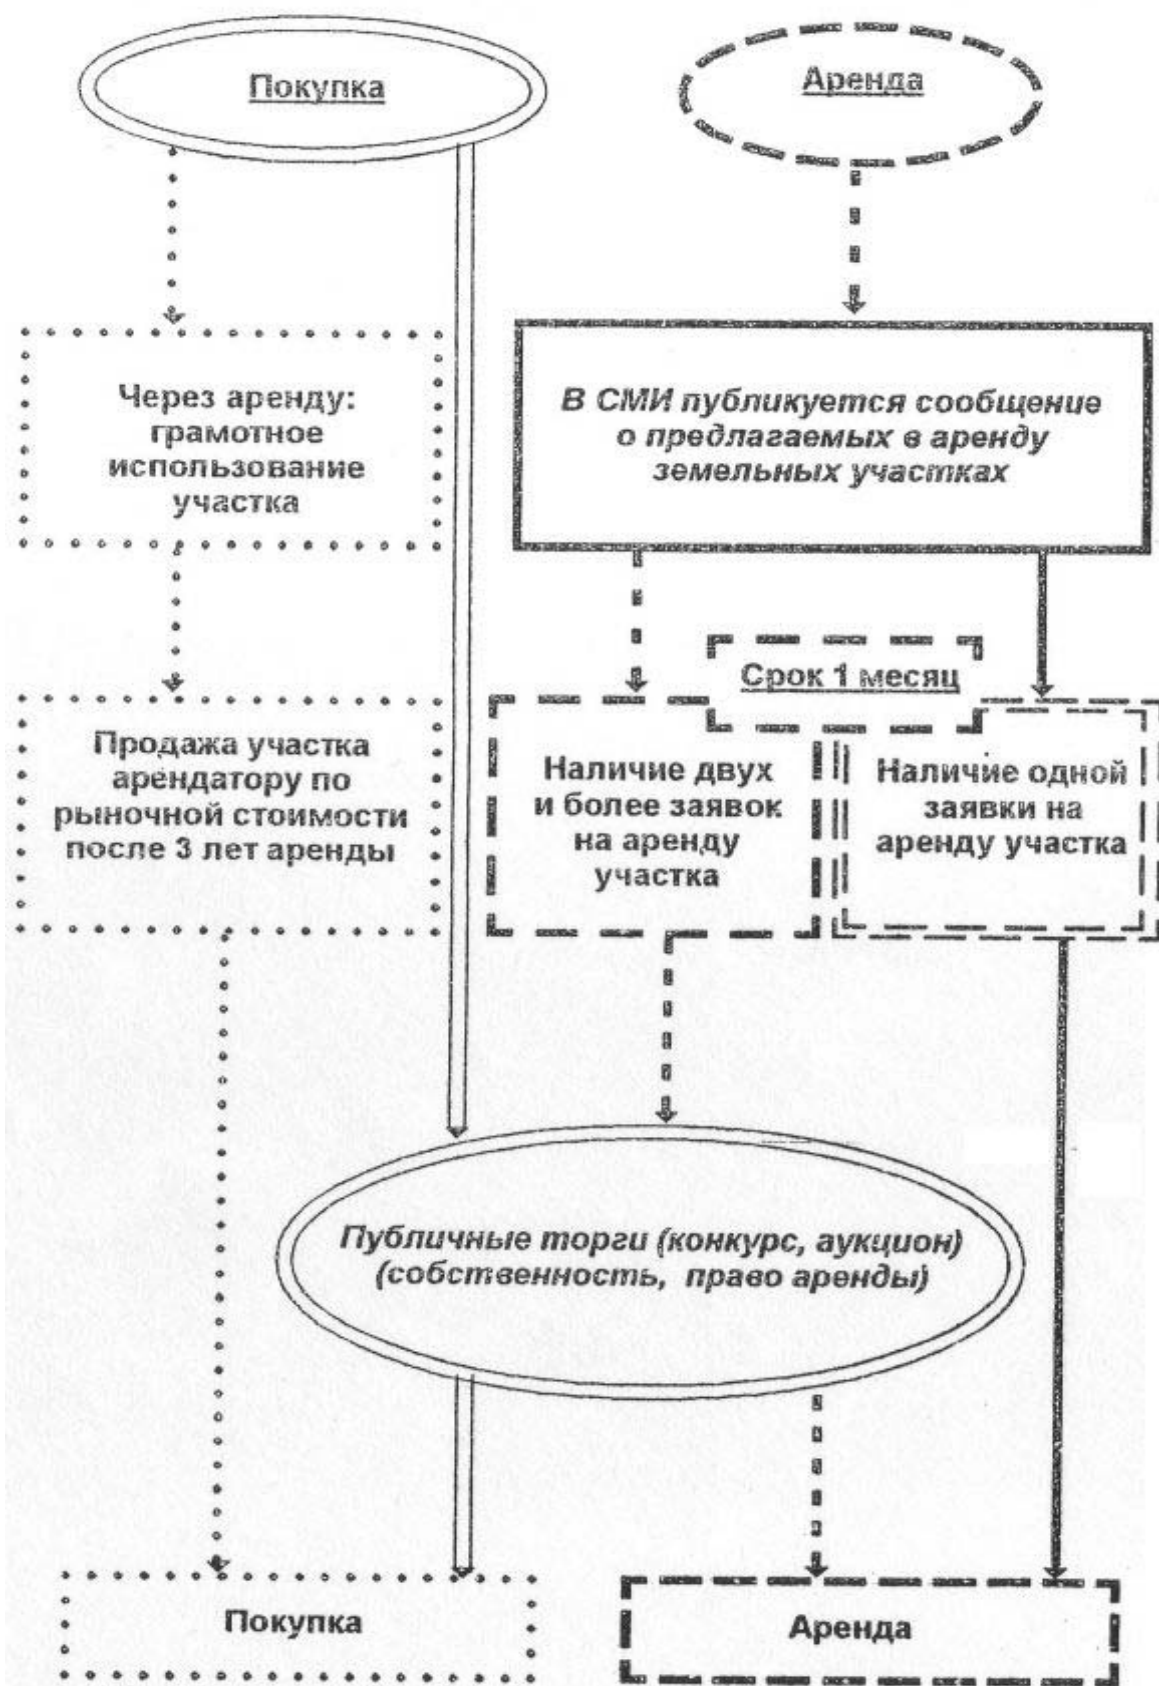 Покупка
Аренда
Через аренду:
грамотное
использование
участка
В СМИ публикуется сообщение
о предлагаемых в аренду
земельных участках
Срок 1 месяц
Продажа участка
арендатору по
рыночной стоимости
после 3 лет аренды
Наличие двух
и более заявок
на аренду
участка
Наличие одной
заявки на
аренду участка
Публичные торги (конкурс, аукцион)
(собственность, право аренды)
Покупка
Аренда